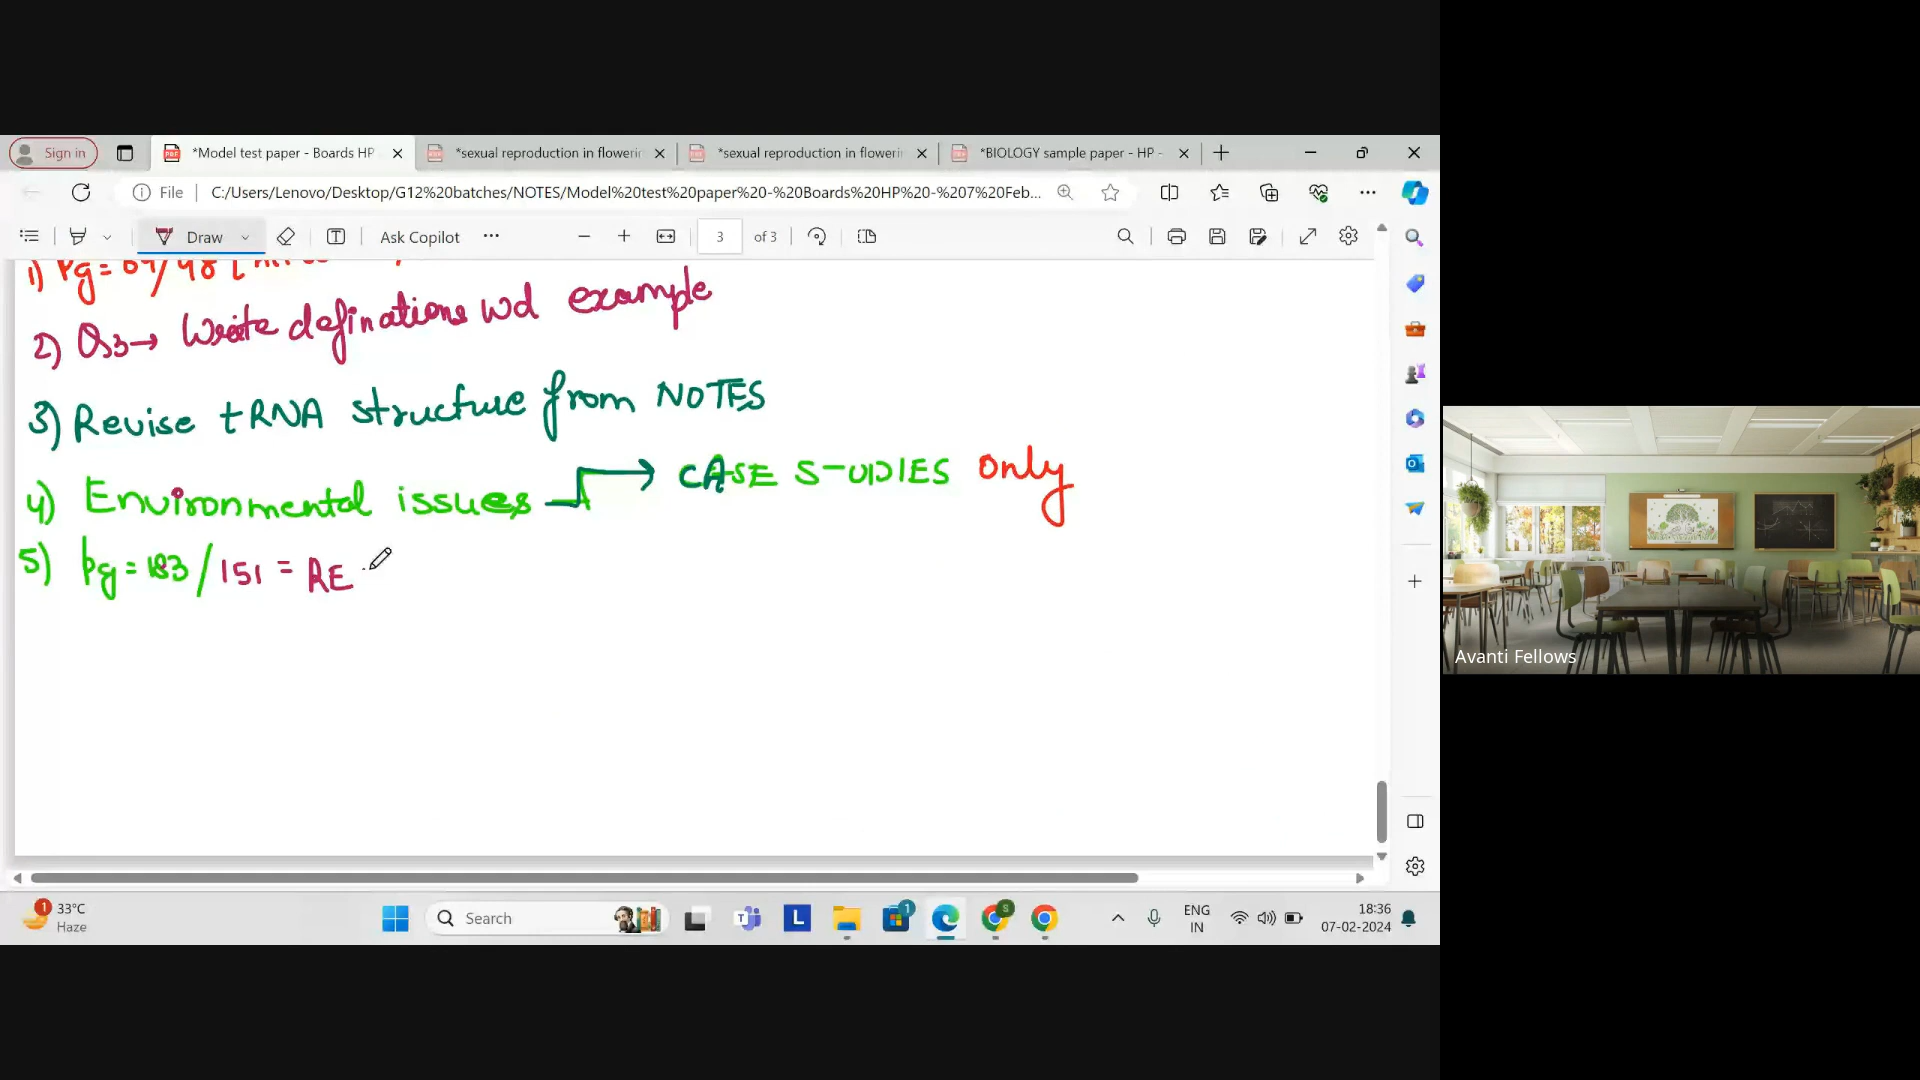 Sign in
*Model test paper - Boards HP
*sexual reproduction in flowerin
*sexual reproduction in flowerin
*BIOLOGY sample paper - HP -
File
C:/Users/Lenovo/Desktop/G12%20batches/NOTES/Model%20test%20paper%20-%20Boards%20HP%20-%207%20Feb...
Draw
Ask Copilot
3 of 3
1) Pg =
2) Q33→ Write definations wd example
3) Revise tRNA structure from NOTES
4) Environmental issues → CASE STUDIES only
5) Pg = 183 / 151 = RE
Avanti Fellows
1
33°C
Haze
Search
L
1
S
ENG
IN
18:36
07-02-2024